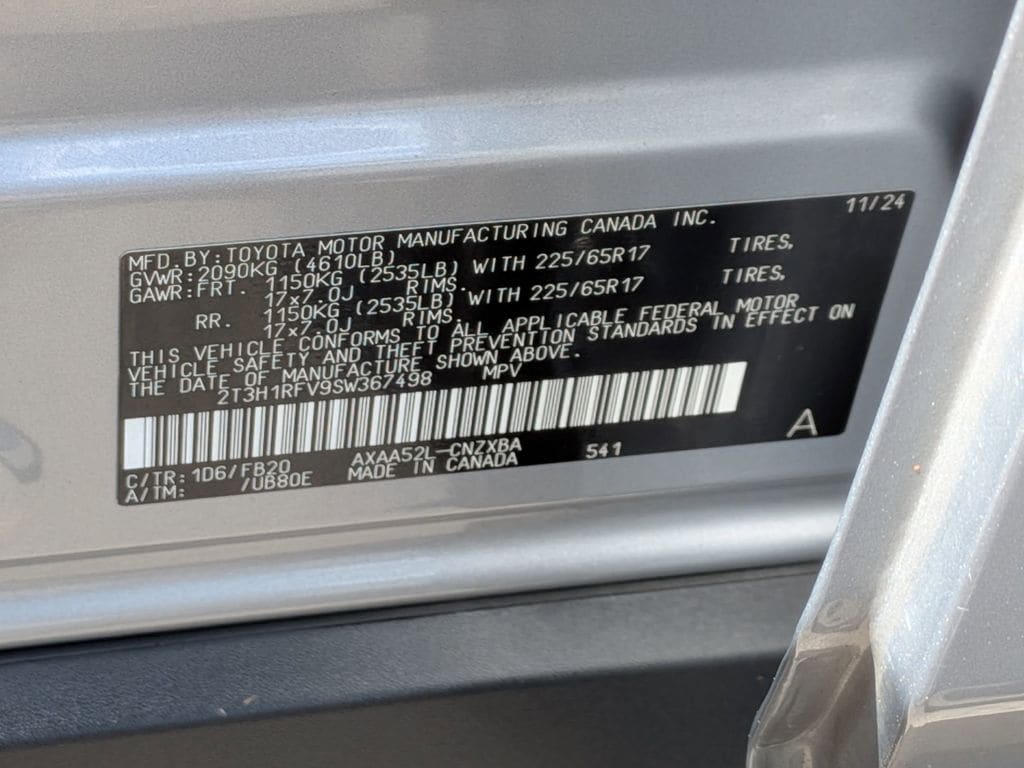 MFD.BY:TOYOTA MOTOR MANUFACTURING CANADA INC. 11/24
GVWR:2090KG (4610LB)
GAWR:FRT. 1150KG (2535LB) WITH 225/65R17 TIRES,
17x7.0J RIMS.
RR. 1150KG (2535LB) WITH 225/65R17 TIRES,
17x7.0J RIMS.
THIS VEHICLE CONFORMS TO ALL APPLICABLE FEDERAL MOTOR
VEHICLE SAFETY AND THEFT PREVENTION STANDARDS IN EFFECT ON
THE DATE OF MANUFACTURE SHOWN ABOVE.
2T3H1RFV9SW367498 MPV
A
C/TR: 1D6/FB20 AXAA52L-CNZXBA 541
A/TM: /UB80E MADE IN CANADA